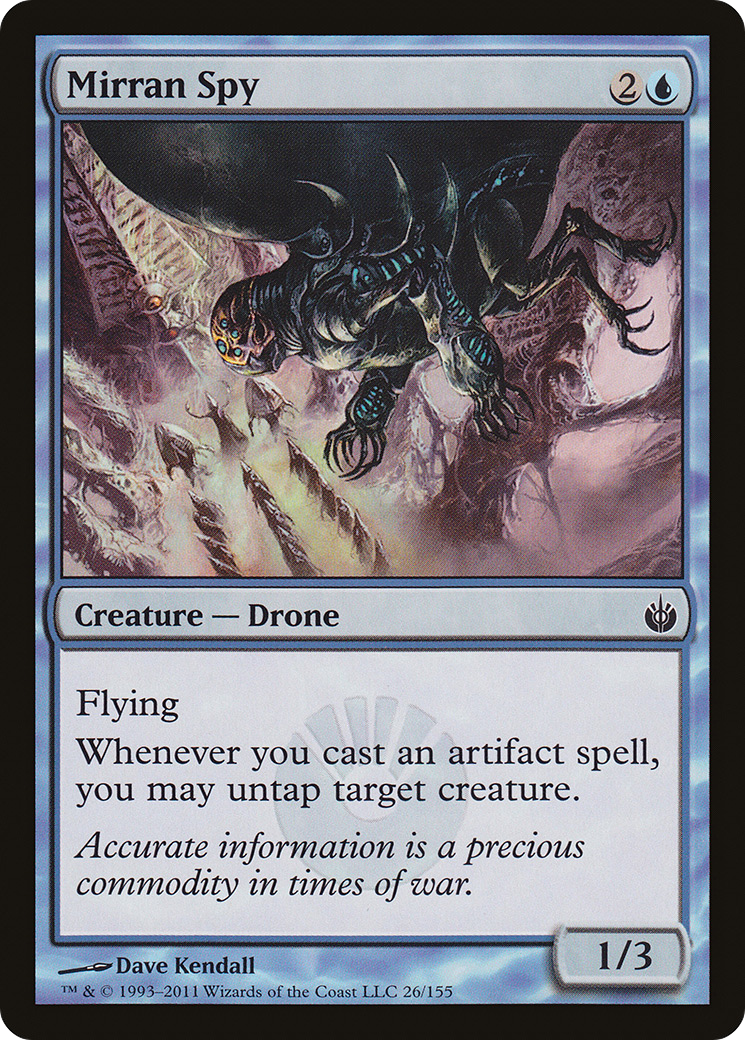 Mirran Spy 2
Creature — Drone
Flying
Whenever you cast an artifact spell,
you may untap target creature.
Accurate information is a precious
commodity in times of war.
1/3
Dave Kendall
™ & © 1993–2011 Wizards of the Coast LLC 26/155